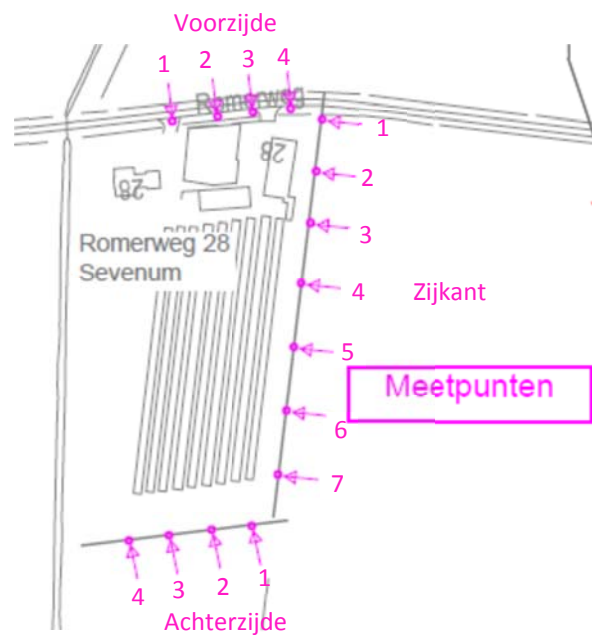 Voorzijde
1 2 3 4
Romerweg
1
28
2
28
3
Romerweg 28
Sevenum
4
Zijkant
5
Meetpunten
6
7
4 3 2 1
Achterzijde